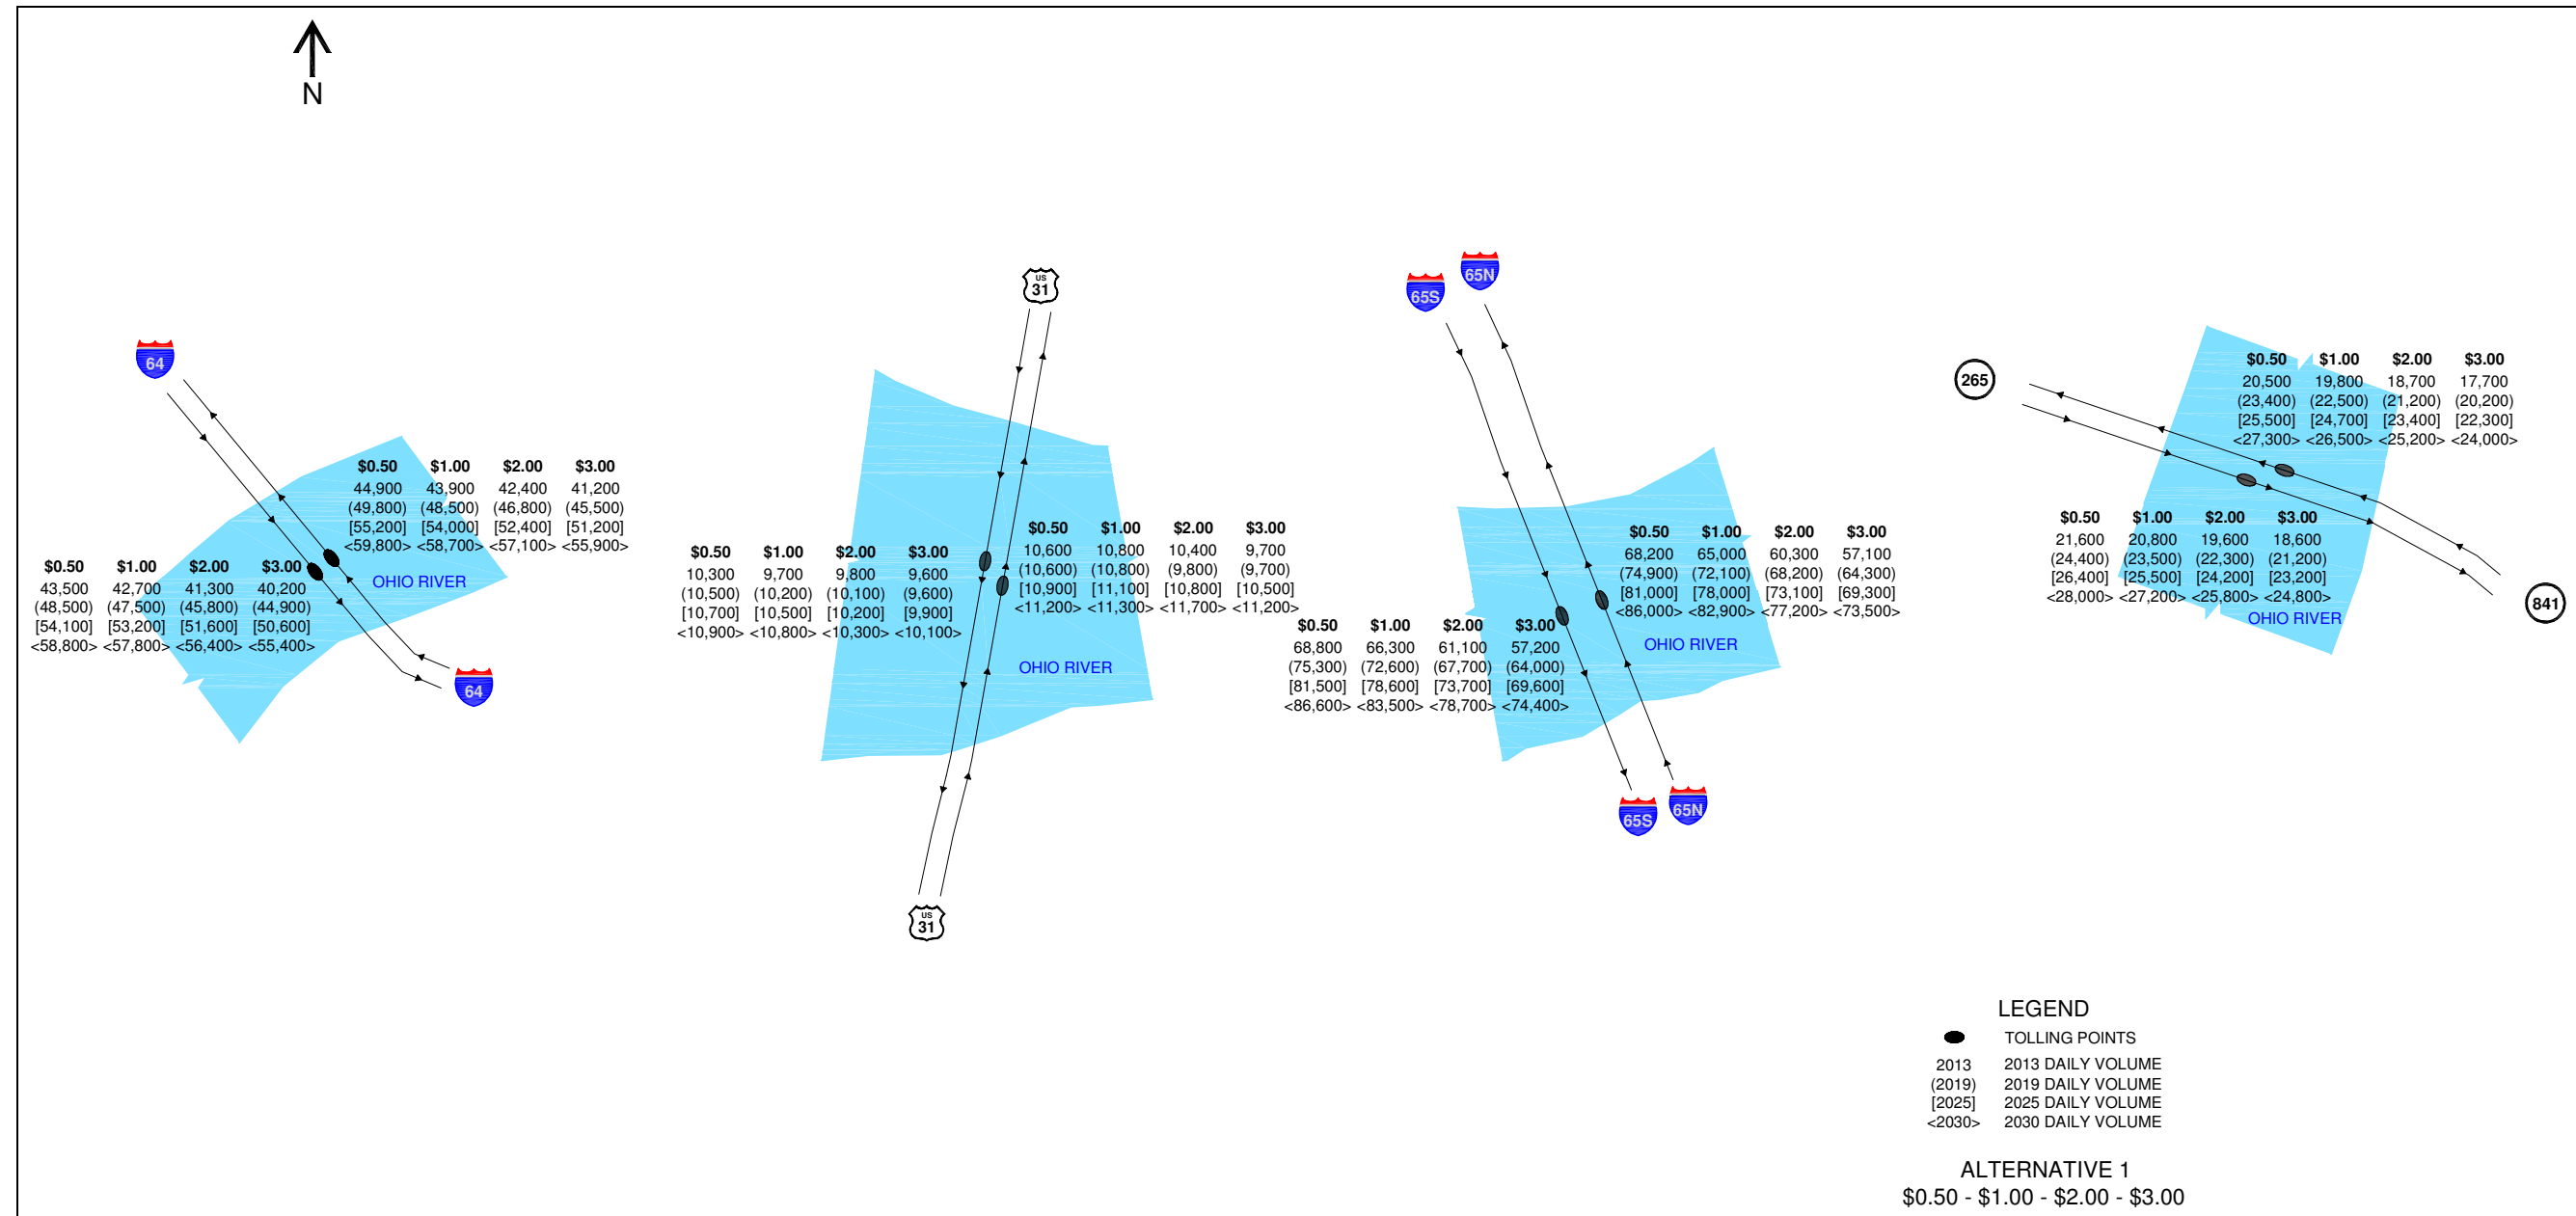 N
64
$0.50 $1.00 $2.00 $3.00
44,900 43,900 42,400 41,200
(49,800) (48,500) (46,800) (45,500)
[55,200] [54,000] [52,400] [51,200]
<59,800> <58,700> <57,100> <55,900>
OHIO RIVER
$0.50 $1.00 $2.00 $3.00
43,500 42,700 41,300 40,200
(48,500) (47,500) (45,800) (44,900)
[54,100] [53,200] [51,600] [50,600]
<58,800> <57,800> <56,400> <55,400>
64
US
31
$0.50 $1.00 $2.00 $3.00
10,300 9,700 9,800 9,600
(10,500) (10,200) (10,100) (9,600)
[10,700] [10,500] [10,200] [9,900]
<10,900> <10,800> <10,300> <10,100>
$0.50 $1.00 $2.00 $3.00
10,600 10,800 10,400 9,700
(10,600) (10,800) (9,800) (9,700)
[10,900] [11,100] [10,800] [10,500]
<11,200> <11,300> <11,700> <11,200>
OHIO RIVER
US
31
65S 65N
$0.50 $1.00 $2.00 $3.00
68,200 65,000 60,300 57,100
(74,900) (72,100) (68,200) (64,300)
[81,000] [78,000] [73,100] [69,300]
<86,000> <82,900> <77,200> <73,500>
OHIO RIVER
$0.50 $1.00 $2.00 $3.00
68,800 66,300 61,100 57,200
(75,300) (72,600) (67,700) (64,000)
[81,500] [78,600] [73,700] [69,600]
<86,600> <83,500> <78,700> <74,400>
65S 65N
265
$0.50 $1.00 $2.00 $3.00
20,500 19,800 18,700 17,700
(23,400) (22,500) (21,200) (20,200)
[25,500] [24,700] [23,400] [22,300]
<27,300> <26,500> <25,200> <24,000>
$0.50 $1.00 $2.00 $3.00
21,600 20,800 19,600 18,600
(24,400) (23,500) (22,300) (21,200)
[26,400] [25,500] [24,200] [23,200]
<28,000> <27,200> <25,800> <24,800>
OHIO RIVER
841
LEGEND
TOLLING POINTS
2013 2013 DAILY VOLUME
(2019) 2019 DAILY VOLUME
[2025] 2025 DAILY VOLUME
<2030> 2030 DAILY VOLUME
ALTERNATIVE 1
$0.50 - $1.00 - $2.00 - $3.00